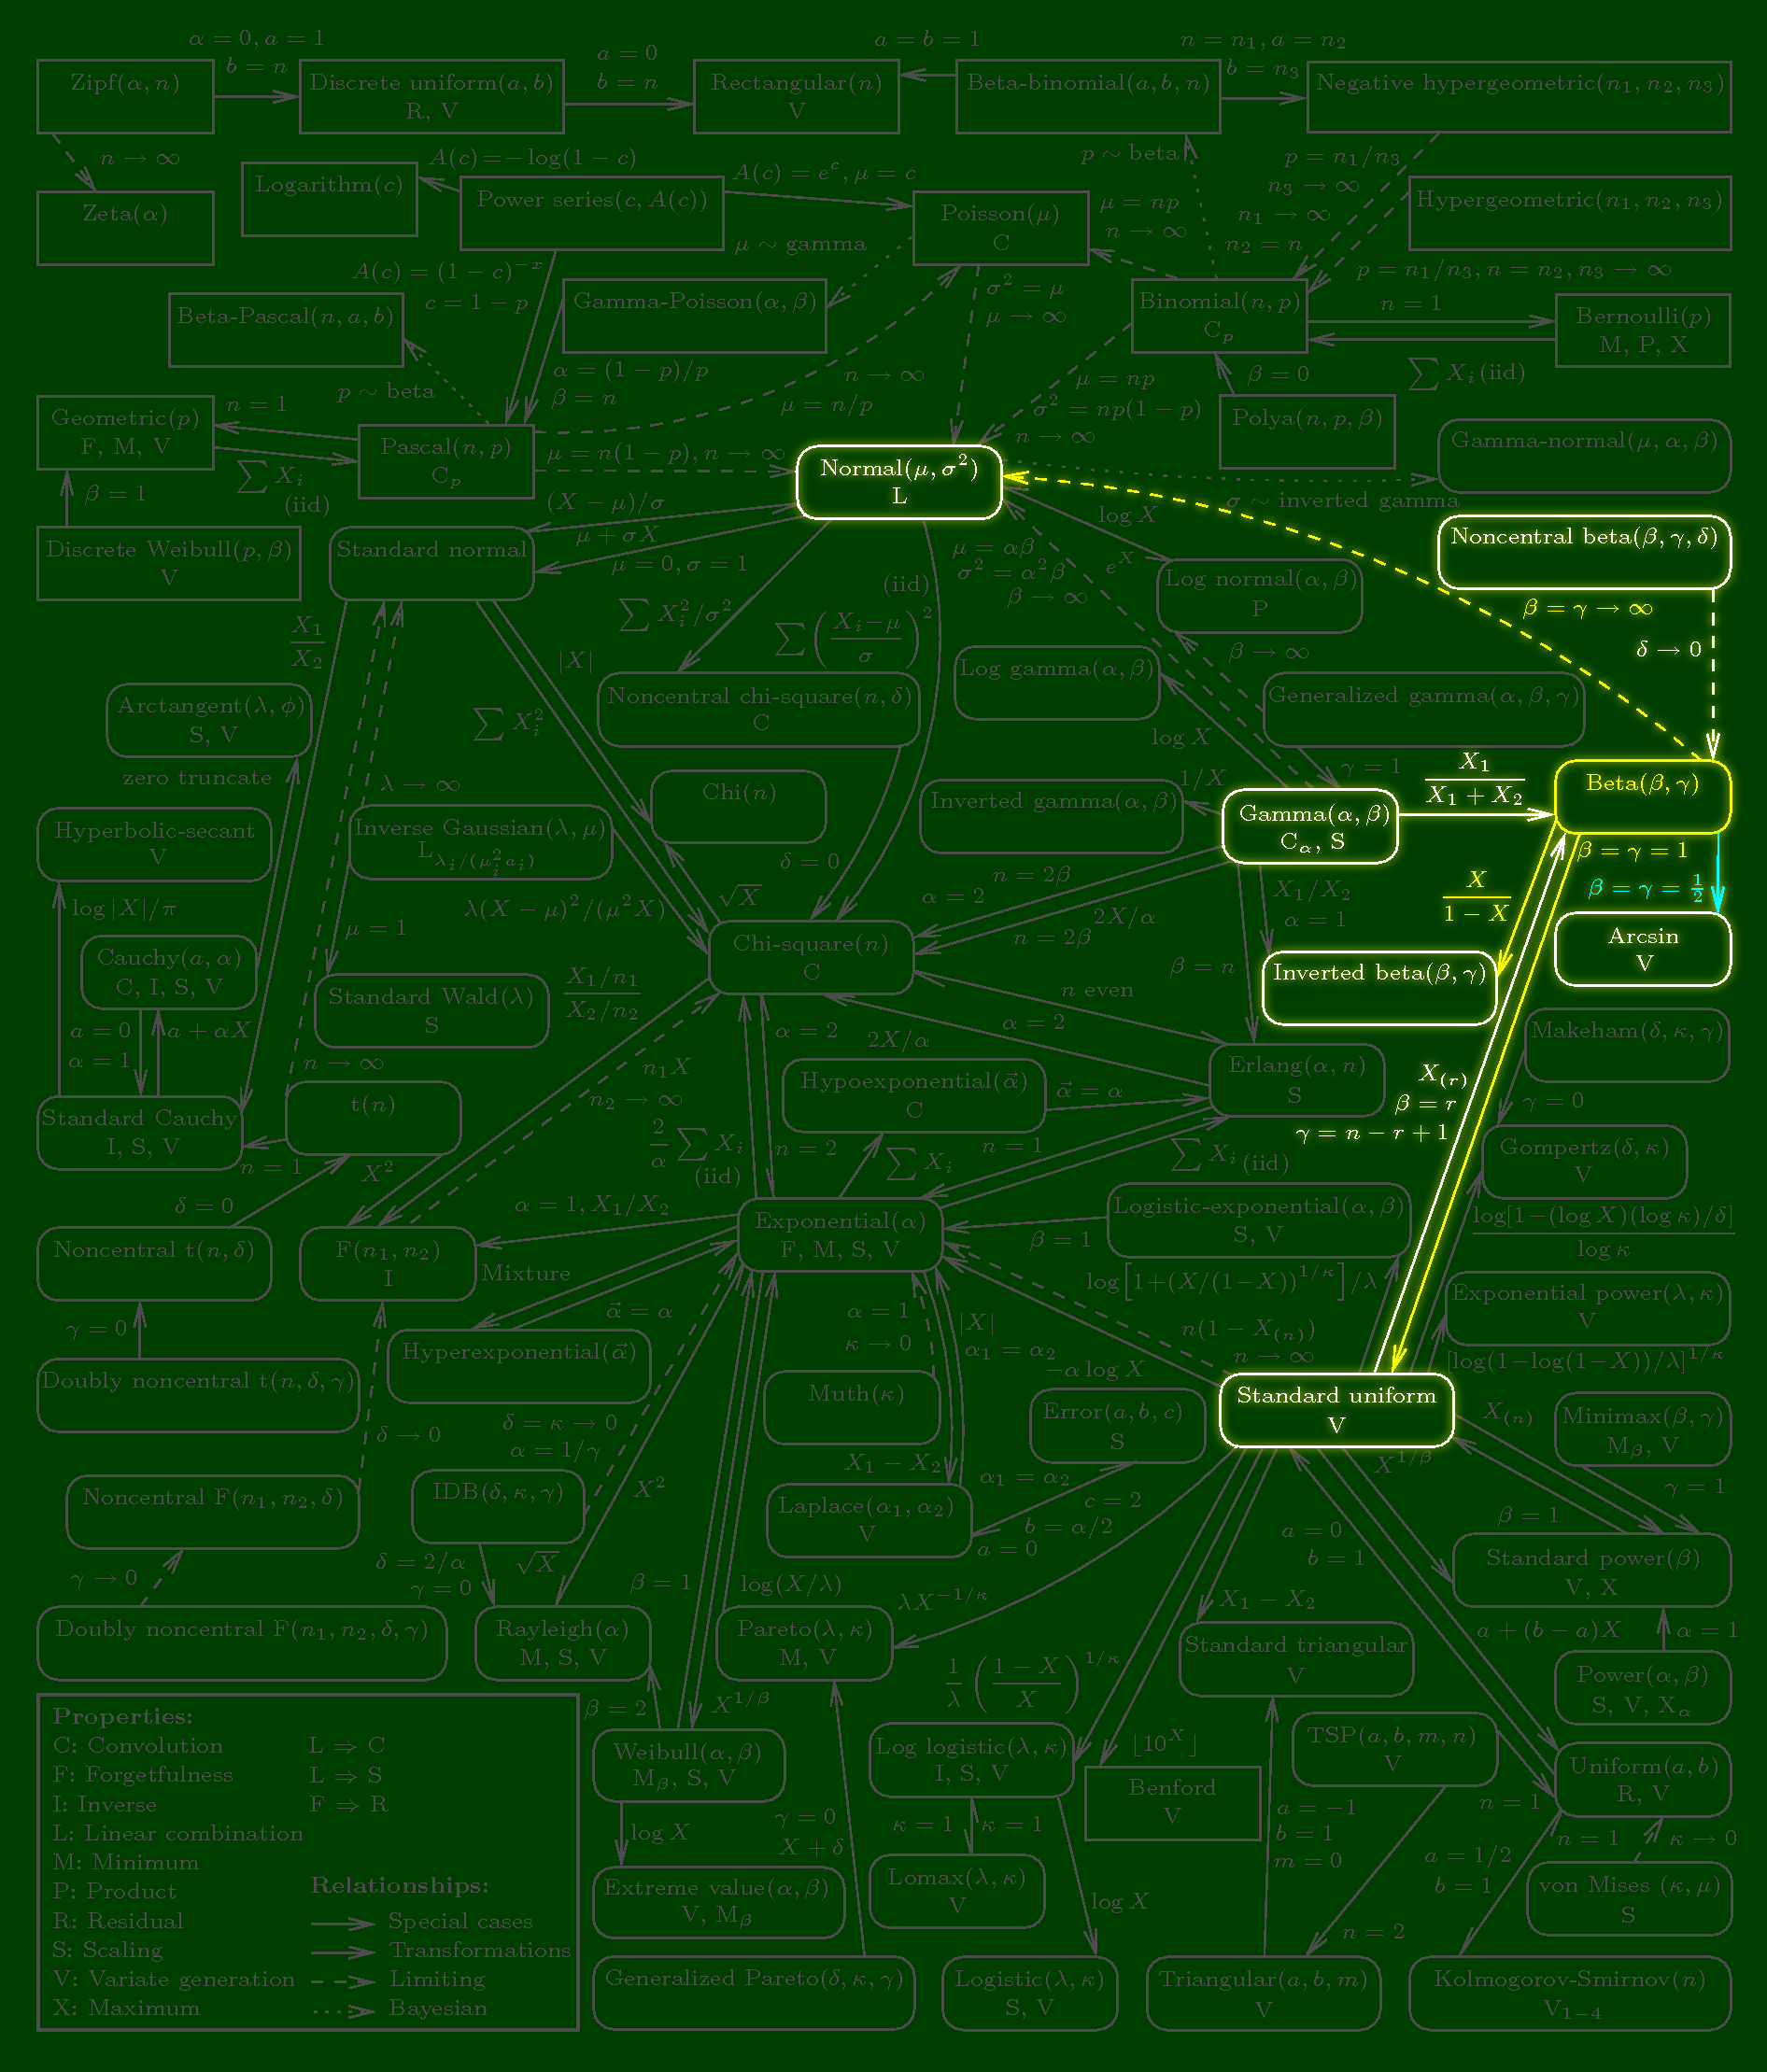 α = 0, a = 1
b = n
a = 0
b = n
a = b = 1
n = n₁, a = n₂
b = n₃
Zipf(α, n)
Discrete uniform(a, b)
R, V
Rectangular(n)
V
Beta-binomial(a, b, n)
Negative hypergeometric(n₁, n₂, n₃)
n → ∞
A(c) = − log(1 − c)
A(c) = eᶜ, μ = c
p ∼ beta
p = n₁/n₃
n₃ → ∞
n₁ → ∞
n₂ = n
Logarithm(c)
Power series(c, A(c))
Zeta(α)
Poisson(μ)
C
μ = np
n → ∞
Hypergeometric(n₁, n₂, n₃)
μ ∼ gamma
A(c) = (1 − c)⁻ˣ
c = 1 − p
σ² = μ
μ → ∞
p = n₁/n₃, n = n₂, n₃ → ∞
Beta-Pascal(n, a, b)
Gamma-Poisson(α, β)
Binomial(n, p)
Cₚ
n = 1
Bernoulli(p)
M, P, X
∑ Xᵢ (iid)
α = (1 − p)/p
β = n
n → ∞
μ = n/p
μ = np
σ² = np(1 − p)
n → ∞
β = 0
p ∼ beta
Geometric(p)
F, M, V
n = 1
∑ Xᵢ
(iid)
Pascal(n, p)
Cₚ
μ = n(1 − p), n → ∞
Polya(n, p, β)
Gamma-normal(μ, α, β)
Normal(μ, σ²)
L
σ ∼ inverted gamma
β = 1
(X − μ)/σ
μ + σX
μ = 0, σ = 1
log X
eˣ
Discrete Weibull(p, β)
V
Standard normal
μ = αβ
σ² = α²β
β → ∞
Log normal(α, β)
P
Noncentral beta(β, γ, δ)
β = γ → ∞
δ → 0
X₁
X₂
|X|
∑ Xᵢ²/σ²
(iid)
∑ ((Xᵢ−μ)/σ)²
β → ∞
Log gamma(α, β)
Generalized gamma(α, β, γ)
Arctangent(λ, φ)
S, V
∑ Xᵢ²
Noncentral chi-square(n, δ)
C
log X
zero truncate
λ → ∞
Chi(n)
1/X
γ = 1
X₁
X₁ + X₂
Beta(β, γ)
Hyperbolic-secant
V
Inverse Gaussian(λ, μ)
L λᵢ/(μᵢ²aᵢ)
Inverted gamma(α, β)
Gamma(α, β)
C_α, S
δ = 0
n = 2β
α = 2
X₁/X₂
α = 1
β = γ = 1
β = γ = 1/2
X
1 − X
log |X|/π
μ = 1
λ(X − μ)²/(μ²X)
√X
2X/α
n = 2β
Chi-square(n)
C
Arcsin
V
Cauchy(a, α)
C, I, S, V
Standard Wald(λ)
S
X₁/n₁
X₂/n₂
n even
β = n
Inverted beta(β, γ)
a = 0
α = 1
a + αX
n → ∞
α = 2
2X/α
α = 2
Makeham(δ, κ, γ)
n₁X
n₂ → ∞
Hypoexponential(α⃗)
C
α⃗ = α
Erlang(α, n)
S
X₍ᵣ₎
β = r
γ = n − r + 1
γ = 0
Standard Cauchy
I, S, V
t(n)
n = 1
X²
2/α ∑ Xᵢ
(iid)
n = 2
∑ Xᵢ
n = 1
∑ Xᵢ (iid)
Gompertz(δ, κ)
V
δ = 0
α = 1, X₁/X₂
Exponential(α)
F, M, S, V
Logistic-exponential(α, β)
S, V
β = 1
log[1−(log X)(log κ)/δ]
log κ
Noncentral t(n, δ)
F(n₁, n₂)
I
Mixture
α⃗ = α
log[1+(X/(1−X))^{1/κ}]/λ
Exponential power(λ, κ)
V
γ = 0
α = 1
κ → 0
|X|
α₁ = α₂
n(1 − X₍ₙ₎)
n → ∞
−α log X
[log(1−log(1−X))/λ]^{1/κ}
Hyperexponential(α⃗)
Doubly noncentral t(n, δ, γ)
Muth(κ)
Standard uniform
V
δ → 0
δ = κ → 0
α = 1/γ
X²
Error(a, b, c)
S
X₍ₙ₎
X^{1/β}
Minimax(β, γ)
M_β, V
X₁ − X₂
Noncentral F(n₁, n₂, δ)
IDB(δ, κ, γ)
Laplace(α₁, α₂)
V
α₁ = α₂
c = 2
b = α/2
a = 0
γ = 1
β = 1
a = 0
b = 1
γ → 0
δ = 2/α
γ = 0
√X
β = 1
log(X/λ)
λX^{−1/κ}
Standard power(β)
V, X
Doubly noncentral F(n₁, n₂, δ, γ)
Rayleigh(α)
M, S, V
Pareto(λ, κ)
M, V
X₁ − X₂
Standard triangular
V
a + (b − a)X
α = 1
1/λ ((1 − X)/X)^{1/κ}
Power(α, β)
S, V, X_α
β = 2
X^{1/β}
Weibull(α, β)
M_β, S, V
Log logistic(λ, κ)
I, S, V
⌊10ˣ⌋
TSP(a, b, m, n)
V
Uniform(a, b)
R, V
Benford
V
log X
γ = 0
X + δ
κ = 1
κ = 1
a = −1
b = 1
m = 0
n = 1
n = 1
κ → 0
a = 1/2
b = 1
Extreme value(α, β)
V, M_β
Lomax(λ, κ)
V
log X
n = 2
von Mises (κ, μ)
S
Generalized Pareto(δ, κ, γ)
Logistic(λ, κ)
S, V
Triangular(a, b, m)
V
Kolmogorov-Smirnov(n)
V₁₋₄
Properties:
C: Convolution
F: Forgetfulness
I: Inverse
L: Linear combination
M: Minimum
P: Product
R: Residual
S: Scaling
V: Variate generation
X: Maximum
L ⇒ C
L ⇒ S
F ⇒ R
Relationships:
Special cases
Transformations
Limiting
Bayesian